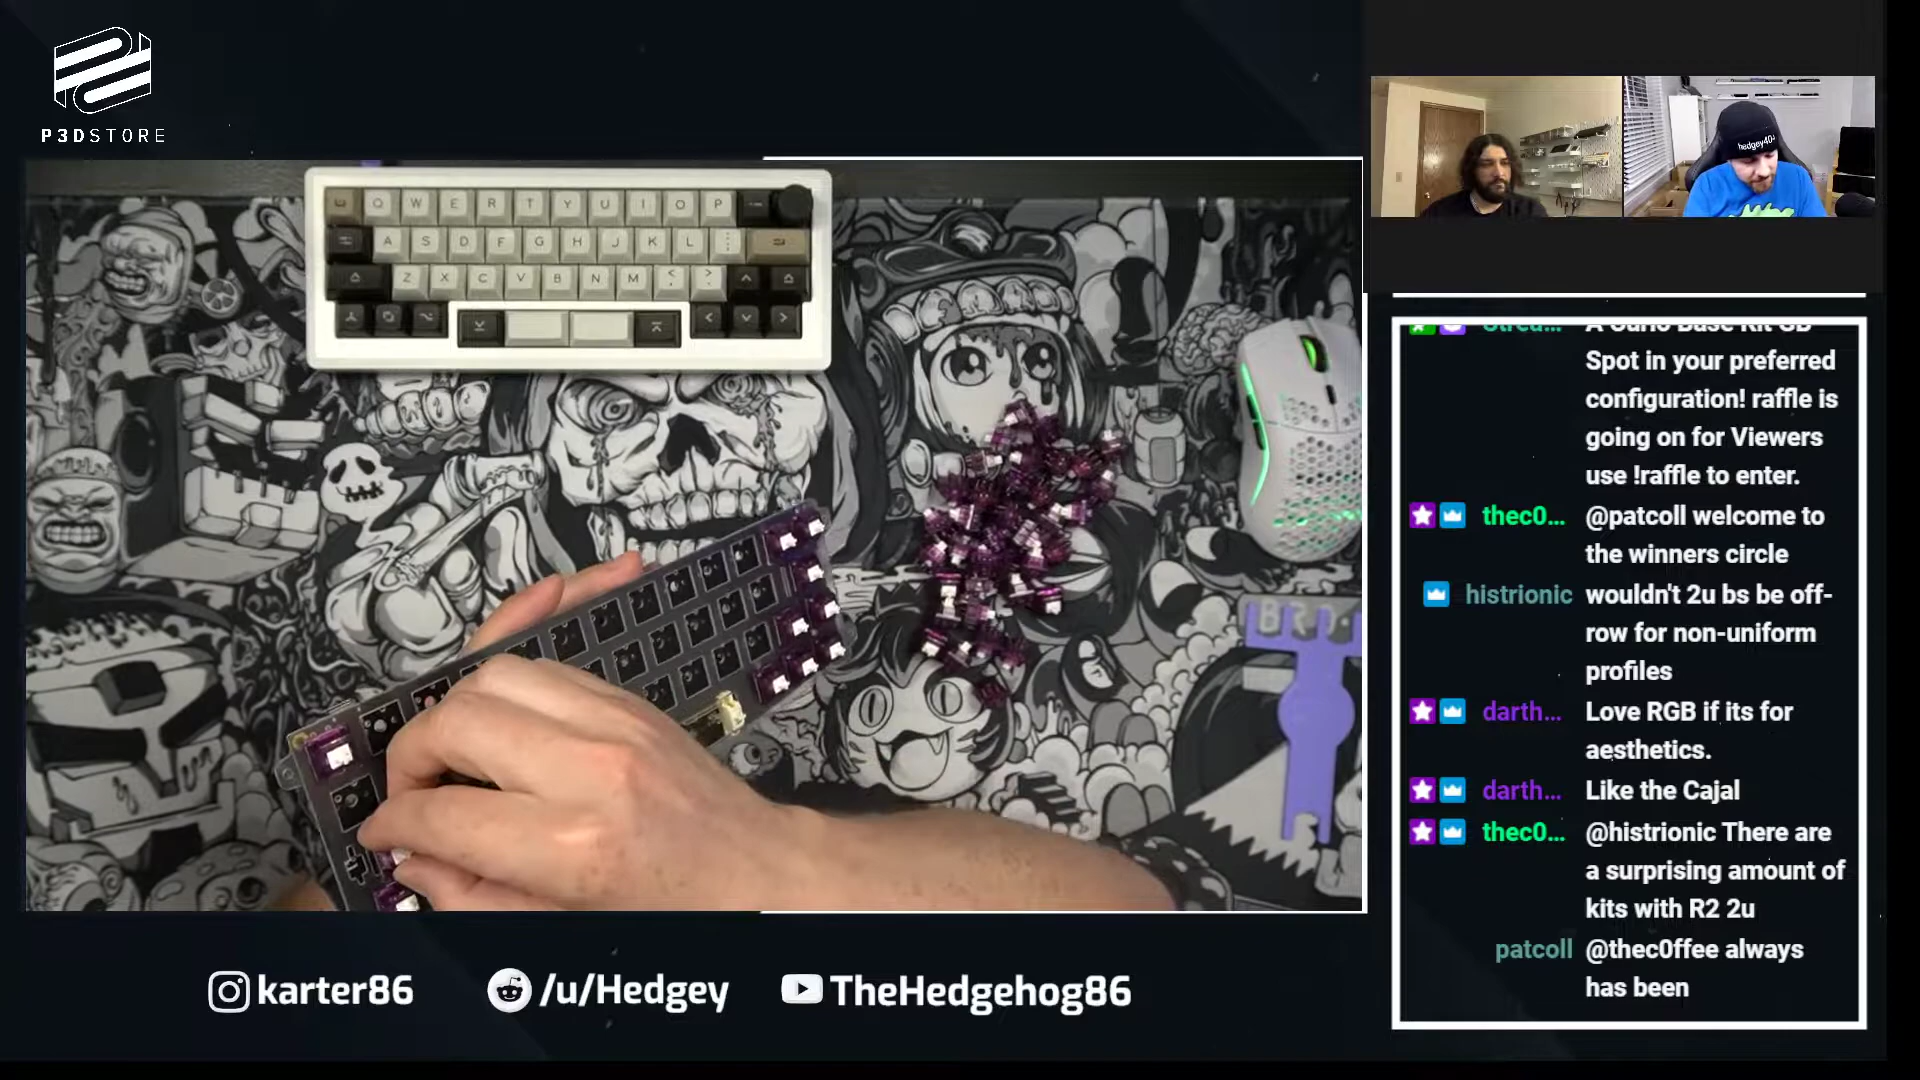 P3DSTORE
hedgey40
Q W E R T Y U I O P
A S D F G H J K L
Z X C V B N M
Spot in your preferred
configuration! raffle is
going on for Viewers
use !raffle to enter.
thec0... @patcoll welcome to
the winners circle
histrionic wouldn't 2u bs be off-
row for non-uniform
profiles
darth... Love RGB if its for
aesthetics.
darth... Like the Cajal
thec0... @histrionic There are
a surprising amount of
kits with R2 2u
patcoll @thec0ffee always
has been
karter86
/u/Hedgey
TheHedgehog86